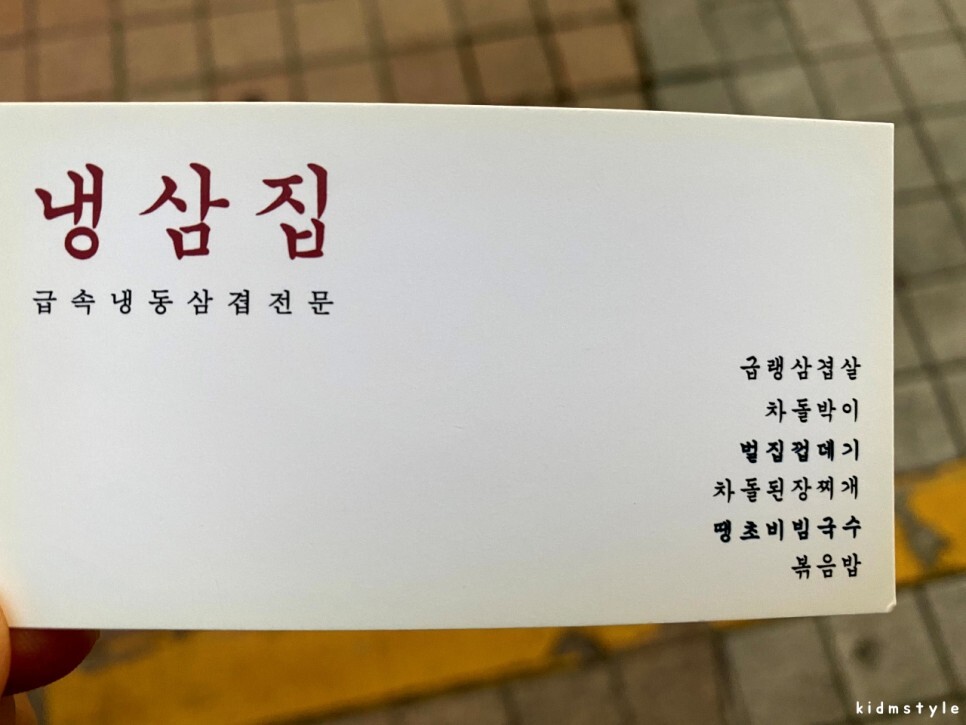 냉삼집
급속냉동삼겹전문
급랭삼겹살
차돌박이
벌집껍데기
차돌된장찌개
땡초비빔국수
볶음밥
kidmstyle